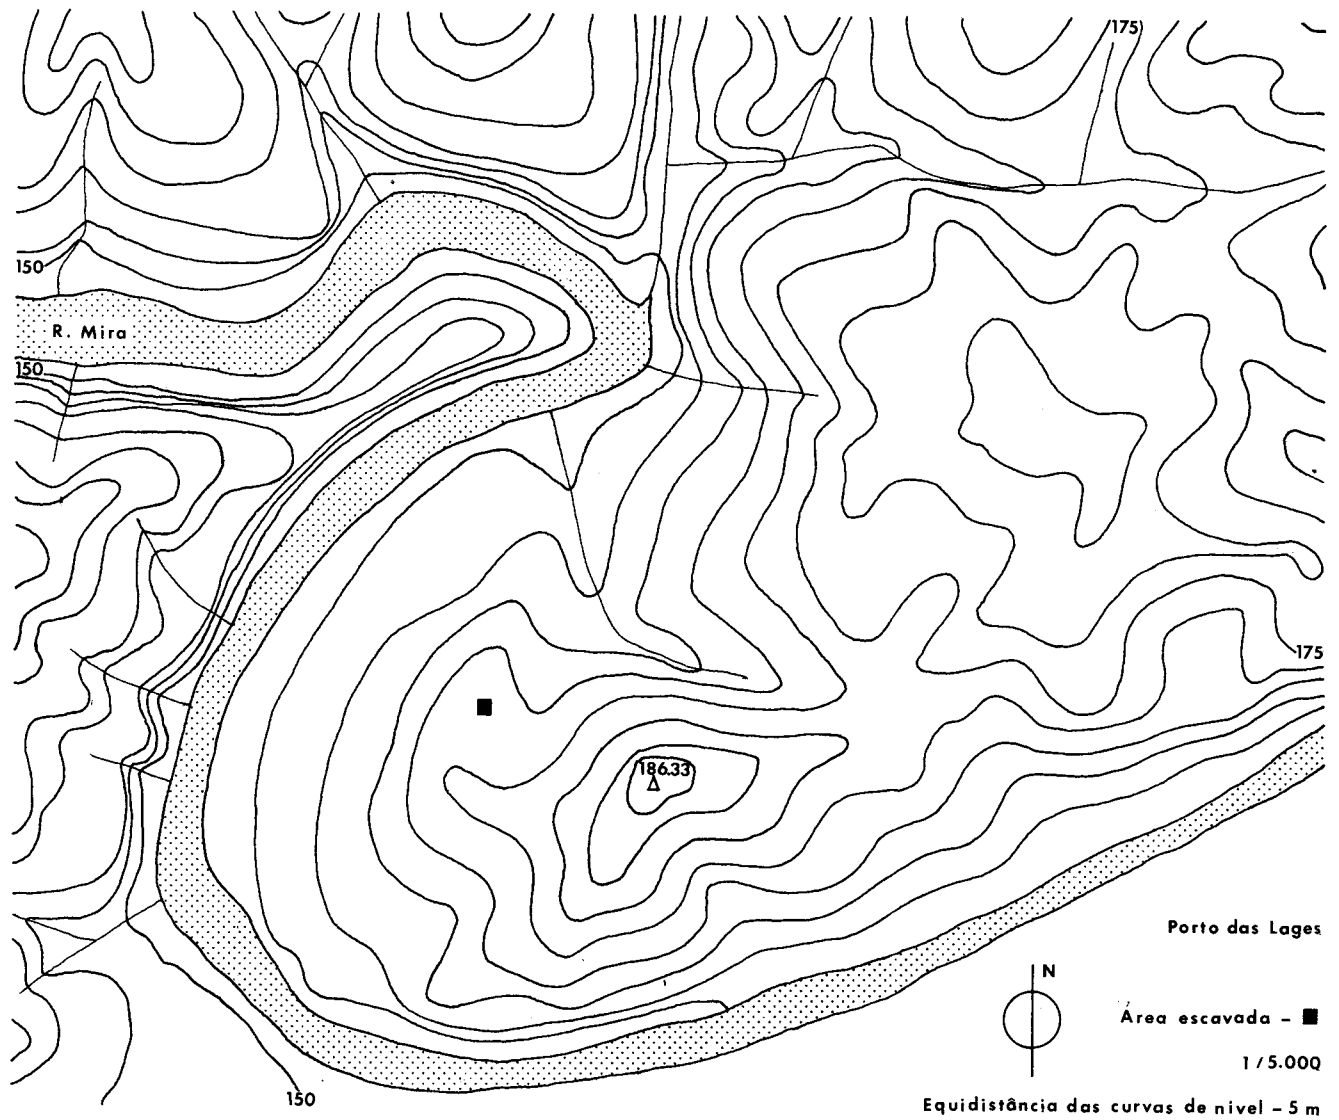 175
150
R. Mira
150
175
186.33
Porto das Lages
N
Área escavada –
1 / 5.000
150
Equidistância das curvas de nivel – 5 m